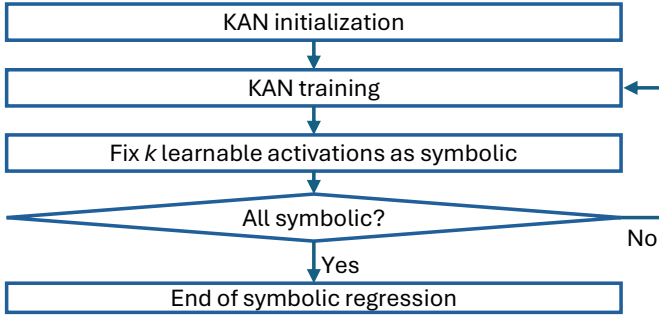 KAN initialization
KAN training
Fix k learnable activations as symbolic
All symbolic?
No
Yes
End of symbolic regression